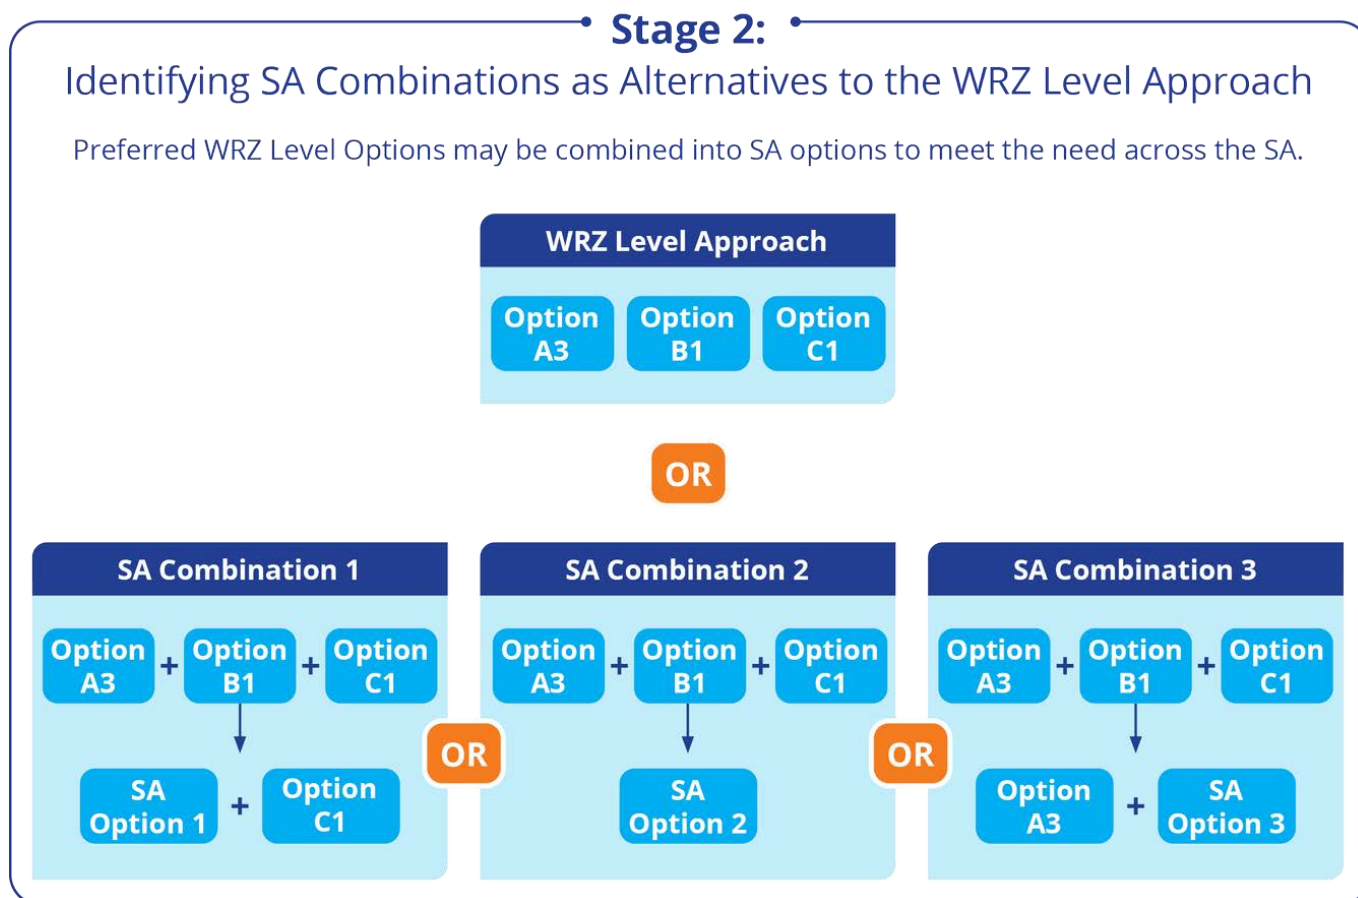 Stage 2:
Identifying SA Combinations as Alternatives to the WRZ Level Approach
Preferred WRZ Level Options may be combined into SA options to meet the need across the SA.
WRZ Level Approach
Option
A3
Option
B1
Option
C1
OR
SA Combination 1
Option
A3
+
Option
B1
+
Option
C1
SA
Option 1
+
Option
C1
OR
SA Combination 2
Option
A3
+
Option
B1
+
Option
C1
SA
Option 2
OR
SA Combination 3
Option
A3
+
Option
B1
+
Option
C1
Option
A3
+
SA
Option 3